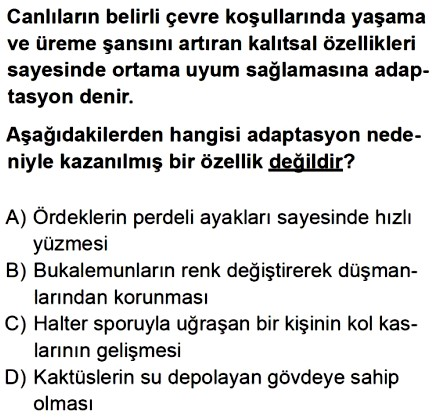 Canlıların belirli çevre koşullarında yaşama
ve üreme şansını artıran kalıtsal özellikleri
sayesinde ortama uyum sağlamasına adap-
tasyon denir.
Aşağıdakilerden hangisi adaptasyon nede-
niyle kazanılmış bir özellik değildir?
A) Ördeklerin perdeli ayakları sayesinde hızlı
yüzmesi
B) Bukalemunların renk değiştirerek düşman-
larından korunması
C) Halter sporuyla uğraşan bir kişinin kol kas-
larının gelişmesi
D) Kaktüslerin su depolayan gövdeye sahip
olması